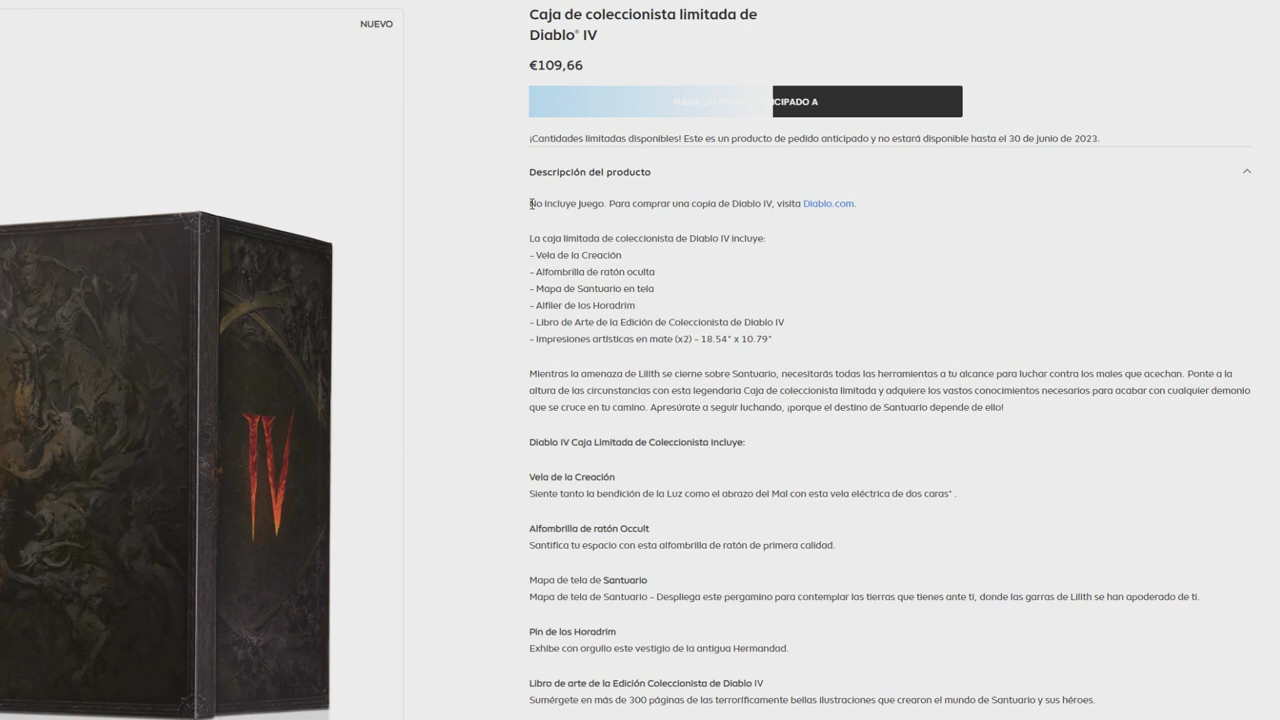 NUEVO
IV
Caja de coleccionista limitada de
Diablo® IV
€109,66
CIPADO A
¡Cantidades limitadas disponibles! Este es un producto de pedido anticipado y no estará disponible hasta el 30 de junio de 2023.
Descripción del producto
No incluye juego. Para comprar una copia de Diablo IV, visita Diablo.com.
La caja limitada de coleccionista de Diablo IV incluye:
- Vela de la Creación
- Alfombrilla de ratón oculta
- Mapa de Santuario en tela
- Alfiler de los Horadrim
- Libro de Arte de la Edición de Coleccionista de Diablo IV
- Impresiones artísticas en mate (x2) - 18.54" x 10.79"
Mientras la amenaza de Lilith se cierne sobre Santuario, necesitarás todas las herramientas a tu alcance para luchar contra los males que acechan. Ponte a la
altura de las circunstancias con esta legendaria Caja de coleccionista limitada y adquiere los vastos conocimientos necesarios para acabar con cualquier demonio
que se cruce en tu camino. Apresúrate a seguir luchando, ¡porque el destino de Santuario depende de ello!
Diablo IV Caja Limitada de Coleccionista Incluye:
Vela de la Creación
Siente tanto la bendición de la Luz como el abrazo del Mal con esta vela eléctrica de dos caras" .
Alfombrilla de ratón Occult
Santifica tu espacio con esta alfombrilla de ratón de primera calidad.
Mapa de tela de Santuario
Mapa de tela de Santuario - Despliega este pergamino para contemplar las tierras que tienes ante ti, donde las garras de Lilith se han apoderado de ti.
Pin de los Horadrim
Exhibe con orgullo este vestigio de la antigua Hermandad.
Libro de arte de la Edición Coleccionista de Diablo IV
Sumérgete en más de 300 páginas de las terroríficamente bellas ilustraciones que crearon el mundo de Santuario y sus héroes.